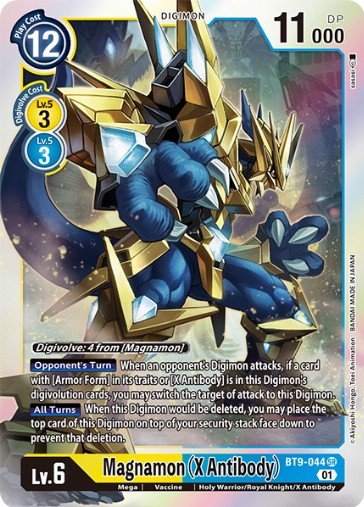 Play Cost
12
DIGIMON
11000
DP
Digivolve Cost
Lv.5
3
Lv.5
3
Digivolve: 4 from [Magnamon]
Opponent's Turn When an opponent's Digimon attacks, if a card
with [Armor Form] in its traits or [X Antibody] is in this Digimon's
digivolution cards, you may switch the target of attack to this Digimon.
All Turns When this Digimon would be deleted, you may place the
top card of this Digimon on top of your security stack face down to
prevent that deletion.
Lv.6
Magnamon (X Antibody)
BT9-044 SR
01
Mega Vaccine Holy Warrior/Royal Knight/X Antibody
sasasi
© Akiyoshi Hongo, Toei Animation BANDAI MADE IN JAPAN